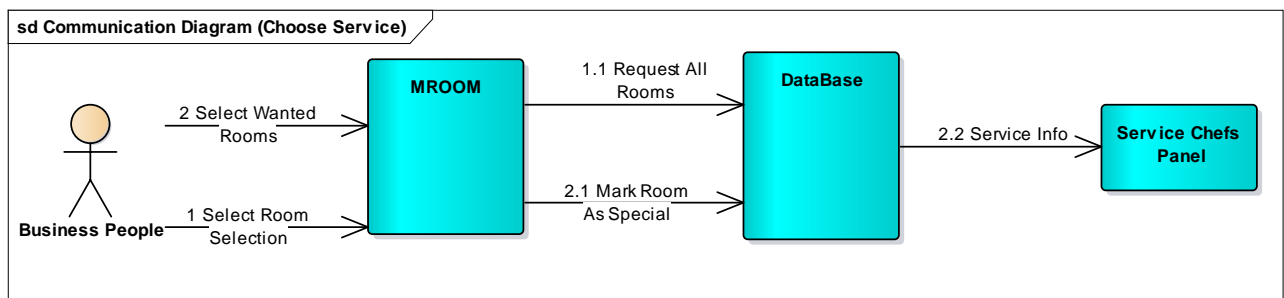 sd Communication Diagram (Choose Service)
MROOM
1.1 Request All
Rooms
DataBase
2 Select Wanted
Rooms
2.2 Service Info
Service Chefs
Panel
2.1 Mark Room
As Special
1 Select Room
Selection
Business People